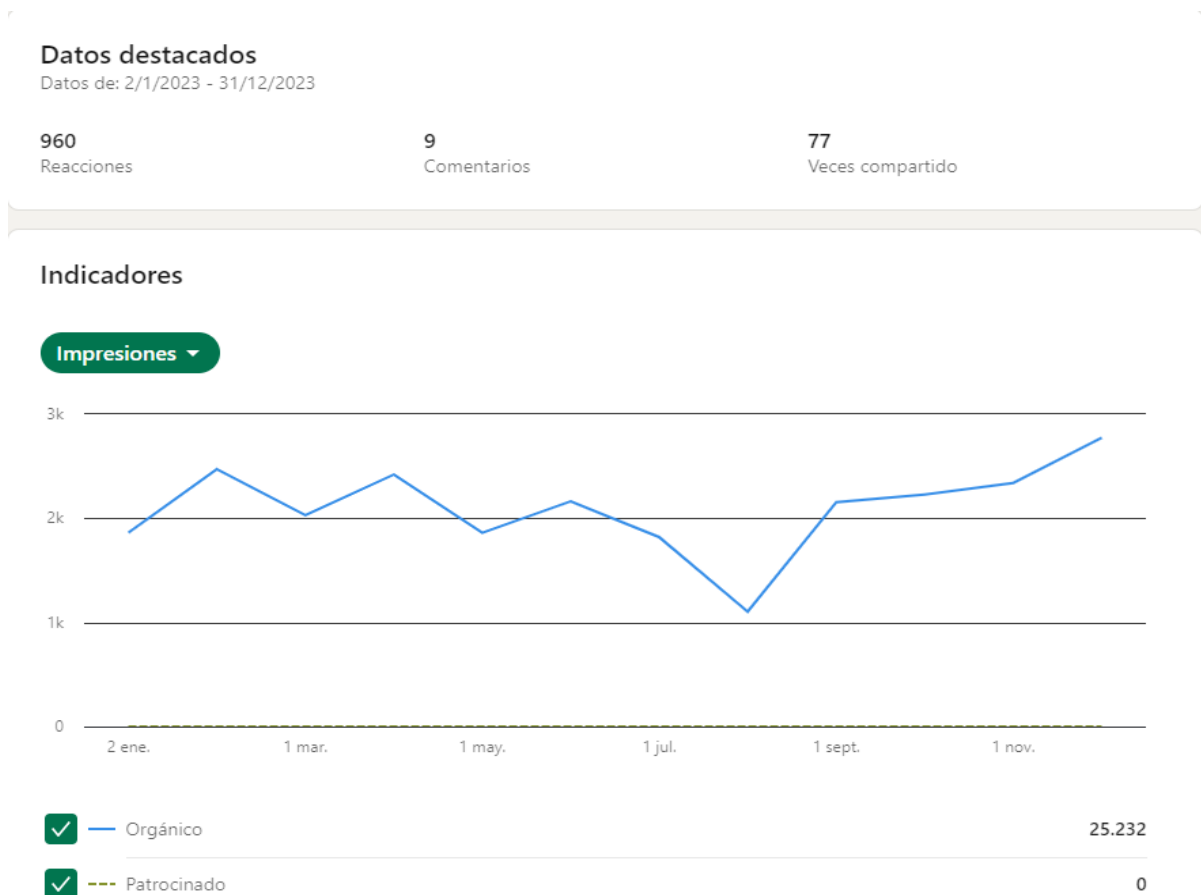 Datos destacados
Datos de: 2/1/2023 - 31/12/2023
960 9 77
Reacciones Comentarios Veces compartido
Indicadores
Impresiones
3k
2k
1k
0
2 ene. 1 mar. 1 may. 1 jul. 1 sept. 1 nov.
Orgánico 25.232
Patrocinado 0